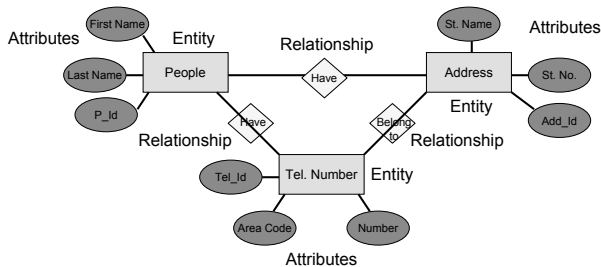 First Name
St. Name
Attributes
Entity
Relationship
Attributes
Last Name
People
Have
Address
St. No.
P_Id
Entity
Add_Id
Relationship
Have
Belong
to
Relationship
Tel_Id
Tel. Number
Entity
Area Code
Number
Attributes